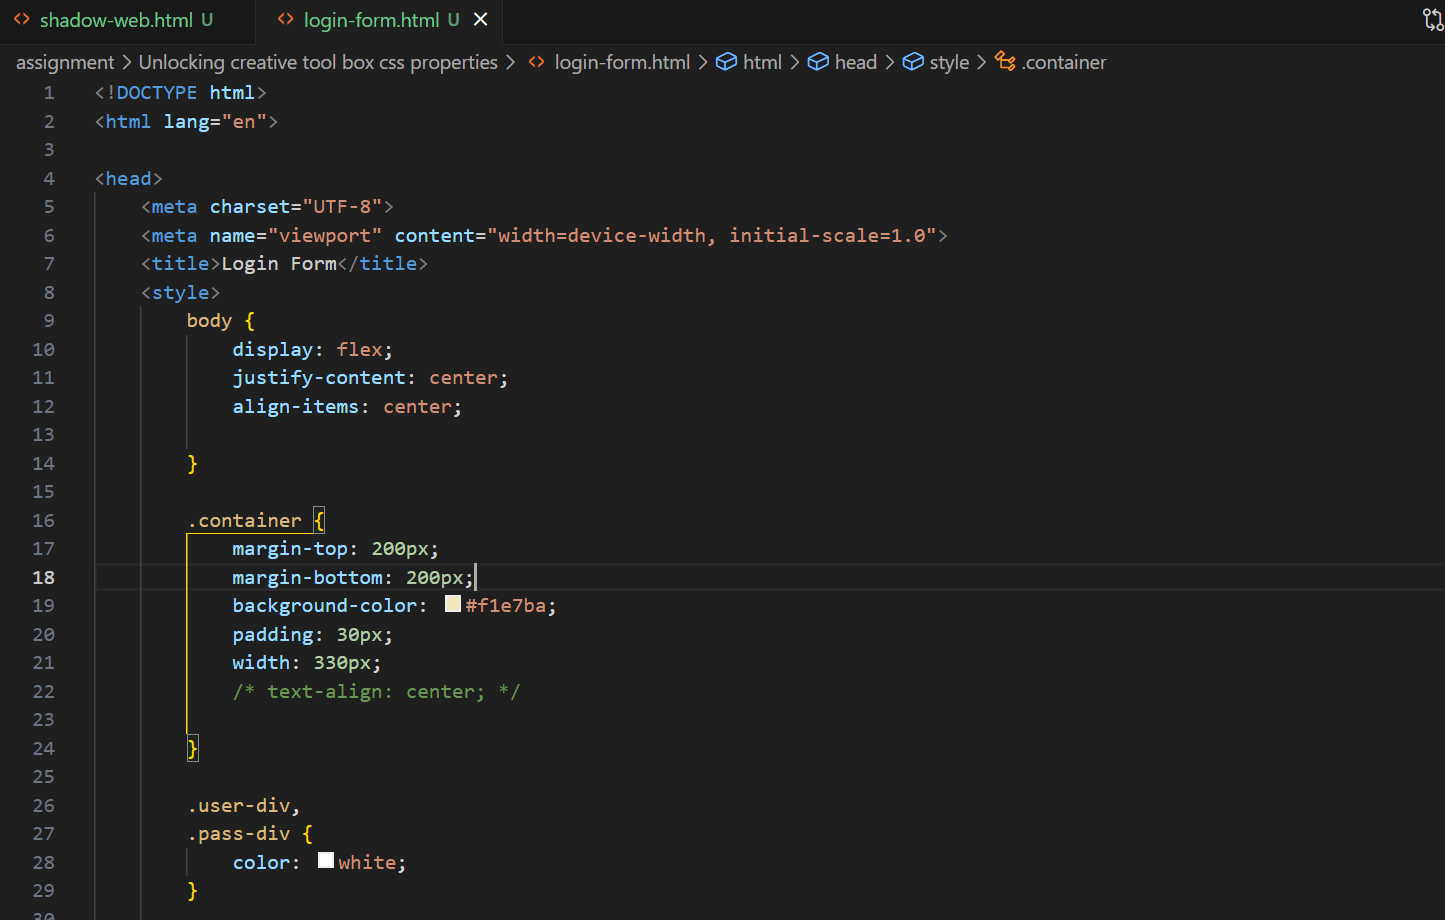 shadow-web.html U
login-form.html U
assignment > Unlocking creative tool box css properties > login-form.html > html > head > style > .container
1 <!DOCTYPE html>
2 <html lang="en">
3
4 <head>
5 <meta charset="UTF-8">
6 <meta name="viewport" content="width=device-width, initial-scale=1.0">
7 <title>Login Form</title>
8 <style>
9 body {
10 display: flex;
11 justify-content: center;
12 align-items: center;
13
14 }
15
16 .container {
17 margin-top: 200px;
18 margin-bottom: 200px;
19 background-color: #f1e7ba;
20 padding: 30px;
21 width: 330px;
22 /* text-align: center; */
23
24 }
25
26 .user-div,
27 .pass-div {
28 color: white;
29 }
30